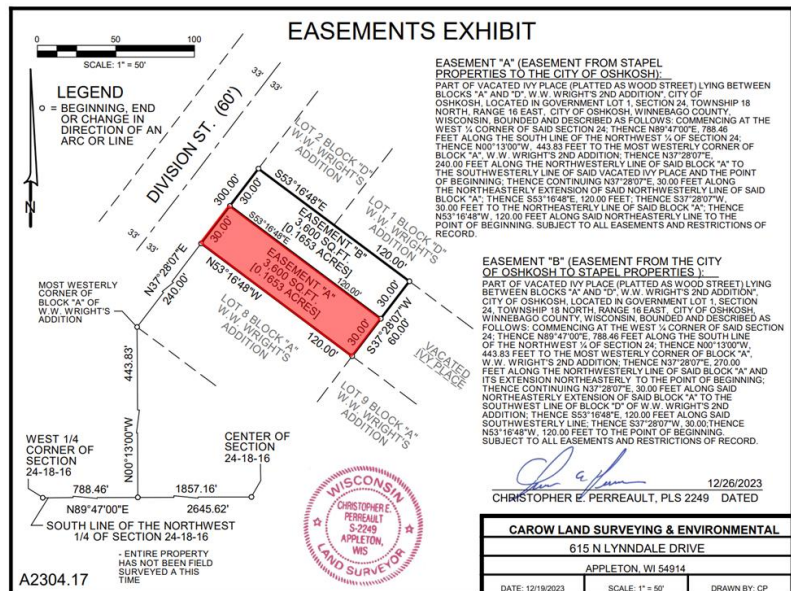 EASEMENTS EXHIBIT
0 50 100
SCALE: 1" = 50'
LEGEND
= BEGINNING, END
OR CHANGE IN
DIRECTION OF AN
ARC OR LINE
N
DIVISION ST. (60')
33'
33'
33'
33'
LOT 2 BLOCK "D"
W.W. WRIGHT'S
ADDITION
LOT 1 BLOCK "D"
W.W. WRIGHT'S
ADDITION
300.00'
30.00'
S53°16'48"E
120.00'
EASEMENT "B"
3,600 SQ.FT.
[0.1653 ACRES]
30.00'
30.00'
S53°16'48"E
120.00'
EASEMENT "A"
3,600 SQ.FT.
[0.1653 ACRES]
30.00'
N53°16'48"W
120.00'
S37°28'07"W
60.00'
N37°28'07"E
240.00'
LOT 8 BLOCK "A"
W.W. WRIGHT'S
ADDITION
LOT 9 BLOCK "A"
W.W. WRIGHT'S
ADDITION
VACATED
IVY PLACE
MOST WESTERLY
CORNER OF
BLOCK "A" OF
W.W. WRIGHT'S
ADDITION
443.83'
N00°13'00"W
WEST 1/4
CORNER OF
SECTION
24-18-16
CENTER OF
SECTION
24-18-16
788.46'
1857.16'
N89°47'00"E
2645.62'
SOUTH LINE OF THE NORTHWEST
1/4 OF SECTION 24-18-16
- ENTIRE PROPERTY
HAS NOT BEEN FIELD
SURVEYED A THIS
TIME
A2304.17
EASEMENT "A" (EASEMENT FROM STAPEL
PROPERTIES TO THE CITY OF OSHKOSH):
PART OF VACATED IVY PLACE (PLATTED AS WOOD STREET) LYING BETWEEN
BLOCKS "A" AND "D", W.W. WRIGHT'S 2ND ADDITION", CITY OF
OSHKOSH, LOCATED IN GOVERNMENT LOT 1, SECTION 24, TOWNSHIP 18
NORTH, RANGE 16 EAST, CITY OF OSHKOSH, WINNEBAGO COUNTY,
WISCONSIN, BOUNDED AND DESCRIBED AS FOLLOWS: COMMENCING AT THE
WEST ¼ CORNER OF SAID SECTION 24; THENCE N89°47'00"E, 788.46
FEET ALONG THE SOUTH LINE OF THE NORTHWEST ¼ OF SECTION 24;
THENCE N00°13'00"W, 443.83 FEET TO THE MOST WESTERLY CORNER OF
BLOCK "A", W.W. WRIGHT'S 2ND ADDITION; THENCE N37°28'07"E,
240.00 FEET ALONG THE NORTHWESTERLY LINE OF SAID BLOCK "A" TO
THE SOUTHWESTERLY LINE OF SAID VACATED IVY PLACE AND THE POINT
OF BEGINNING; THENCE CONTINUING N37°28'07"E, 30.00 FEET ALONG
THE NORTHEASTERLY EXTENSION OF SAID NORTHWESTERLY LINE OF SAID
BLOCK "A"; THENCE S53°16'48"E, 120.00 FEET; THENCE S37°28'07"W,
30.00 FEET TO THE NORTHEASTERLY LINE OF SAID BLOCK "A"; THENCE
N53°16'48"W, 120.00 FEET ALONG SAID NORTHEASTERLY LINE TO THE
POINT OF BEGINNING. SUBJECT TO ALL EASEMENTS AND RESTRICTIONS OF
RECORD.
EASEMENT "B" (EASEMENT FROM THE CITY
OF OSHKOSH TO STAPEL PROPERTIES ):
PART OF VACATED IVY PLACE (PLATTED AS WOOD STREET) LYING
BETWEEN BLOCKS "A" AND "D", W.W. WRIGHT'S 2ND ADDITION",
CITY OF OSHKOSH, LOCATED IN GOVERNMENT LOT 1, SECTION
24, TOWNSHIP 18 NORTH, RANGE 16 EAST, CITY OF OSHKOSH,
WINNEBAGO COUNTY, WISCONSIN, BOUNDED AND DESCRIBED AS
FOLLOWS: COMMENCING AT THE WEST ¼ CORNER OF SAID SECTION
24; THENCE N89°47'00"E, 788.46 FEET ALONG THE SOUTH LINE
OF THE NORTHWEST ¼ OF SECTION 24; THENCE N00°13'00"W,
443.83 FEET TO THE MOST WESTERLY CORNER OF BLOCK "A",
W.W. WRIGHT'S 2ND ADDITION; THENCE N37°28'07"E, 270.00
FEET ALONG THE NORTHWESTERLY LINE OF SAID BLOCK "A" AND
ITS EXTENSION NORTHEASTERLY TO THE POINT OF BEGINNING;
THENCE CONTINUING N37°28'07"E, 30.00 FEET ALONG SAID
NORTHEASTERLY EXTENSION OF SAID BLOCK "A" TO THE
SOUTHWEST LINE OF BLOCK "D" OF W.W. WRIGHT'S 2ND
ADDITION; THENCE S53°16'48"E, 120.00 FEET ALONG SAID
SOUTHWESTERLY LINE; THENCE S37°28'07"W, 30.00;THENCE
N53°16'48"W, 120.00 FEET TO THE POINT OF BEGINNING.
SUBJECT TO ALL EASEMENTS AND RESTRICTIONS OF RECORD.
12/26/2023
CHRISTOPHER E. PERREAULT, PLS 2249 DATED
WISCONSIN
CHRISTOPHER E.
PERREAULT
S-2249
APPLETON,
WIS
LAND SURVEYOR
CAROW LAND SURVEYING & ENVIRONMENTAL
615 N LYNNDALE DRIVE
APPLETON, WI 54914
DATE: 12/19/2023 SCALE: 1" = 50' DRAWN BY: CP